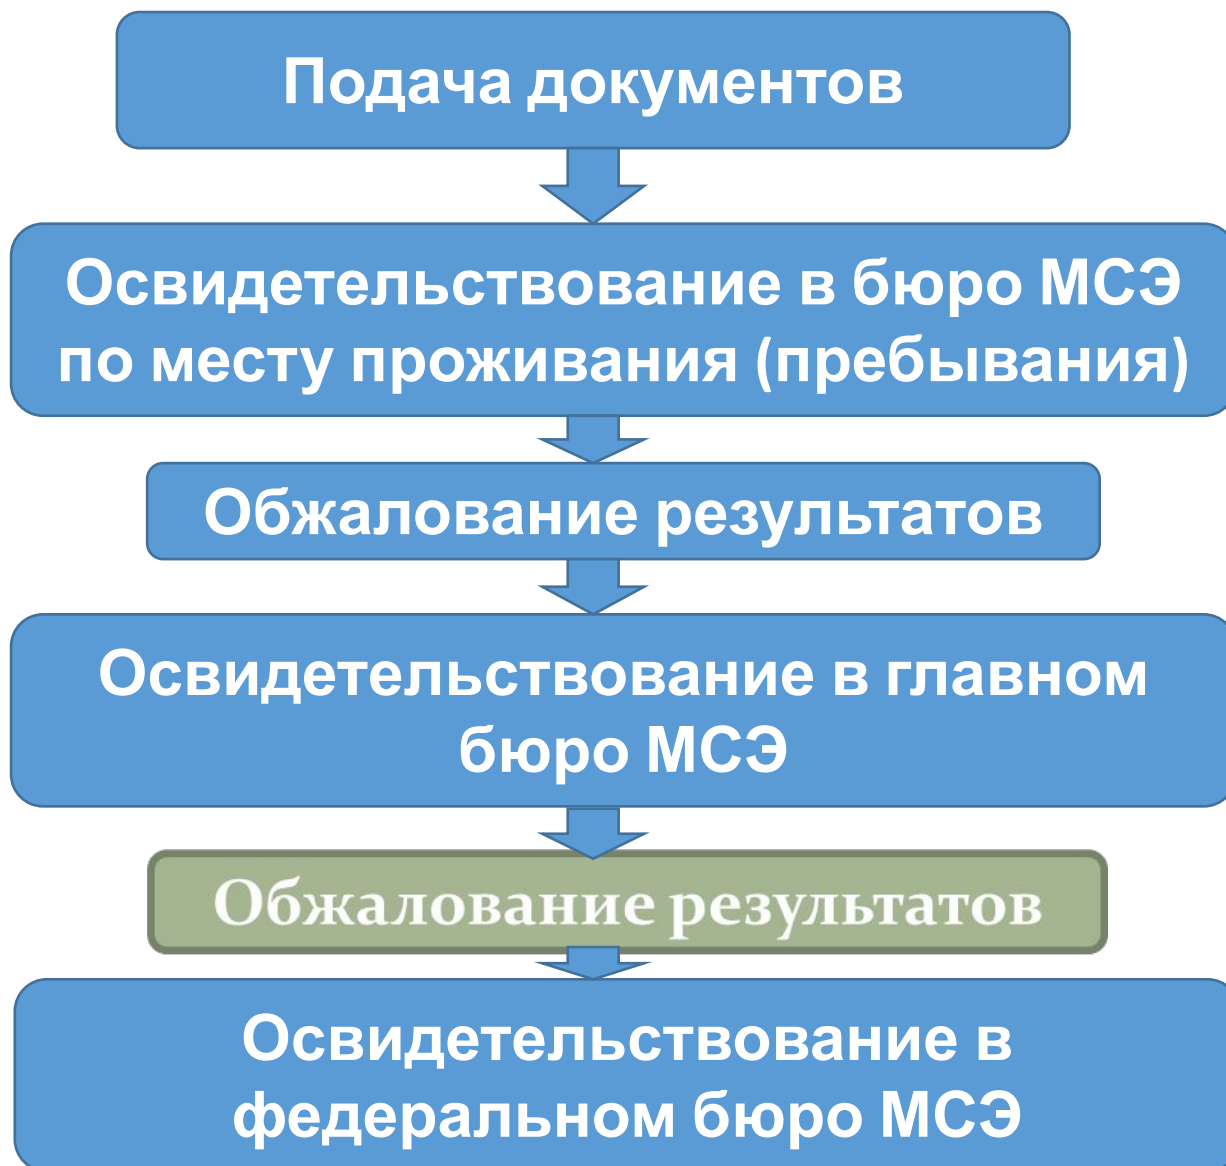 Подача документов
Освидетельствование в бюро МСЭ
по месту проживания (пребывания)
Обжалование результатов
Освидетельствование в главном
бюро МСЭ
Обжалование результатов
Освидетельствование в
федеральном бюро МСЭ